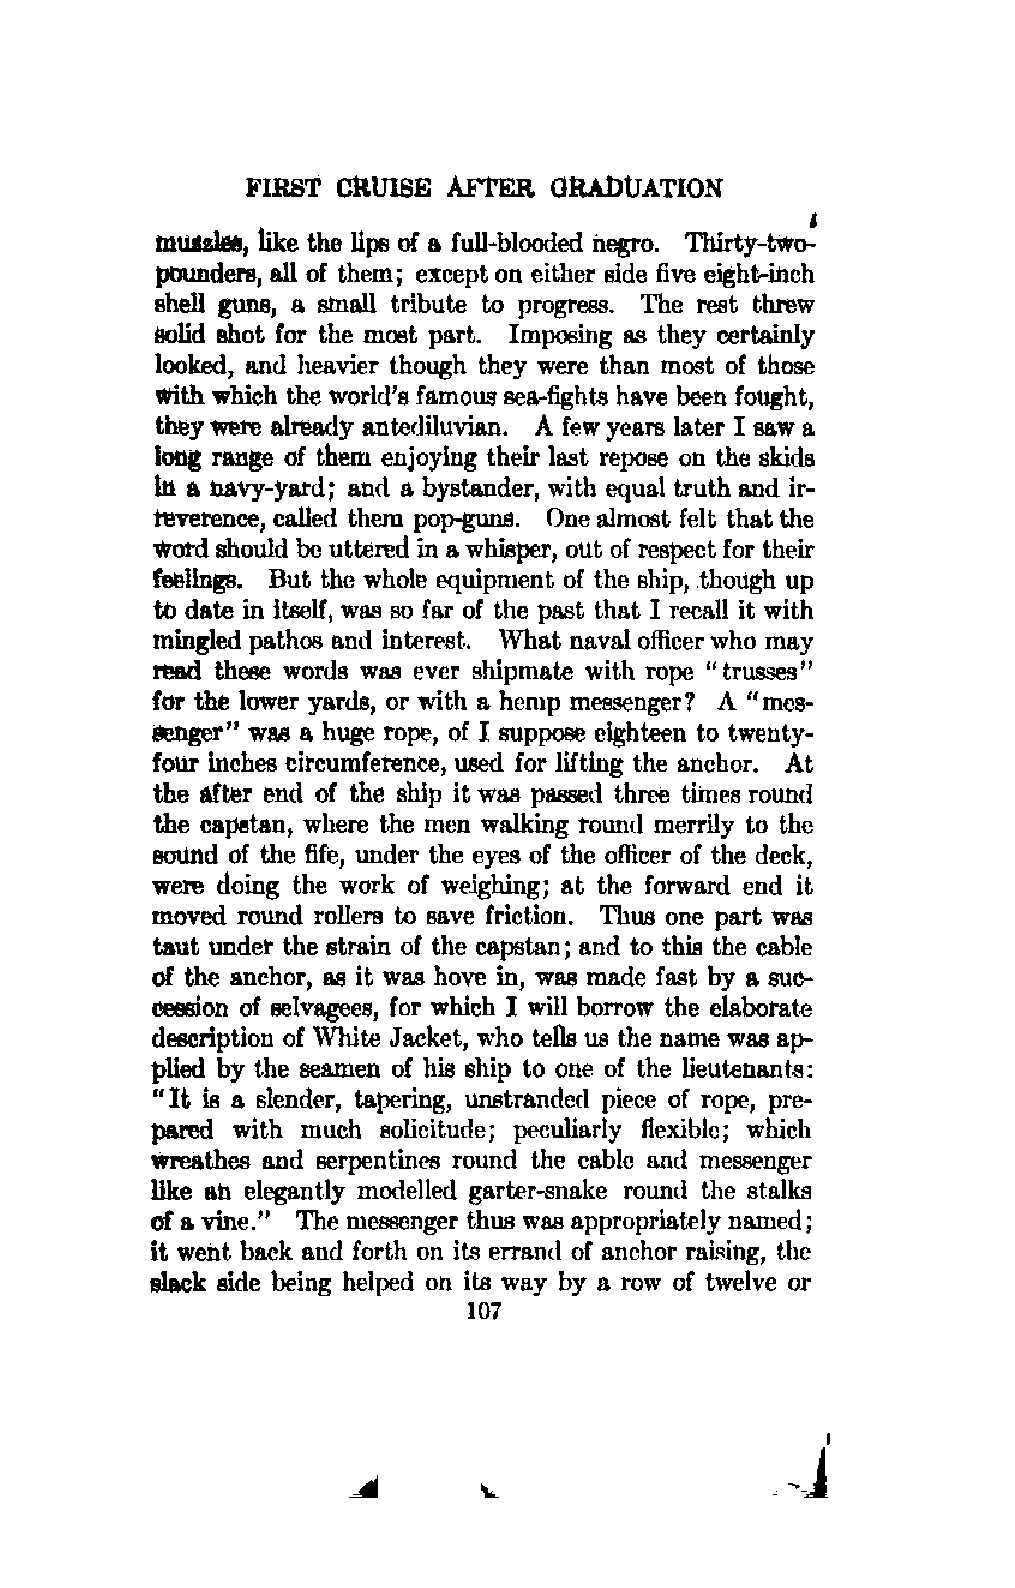 FIRST CRUISE AFTER GRADUATION
muzzles, like the lips of a full-blooded negro. Thirty-two-
pounders, all of them; except on either side five eight-inch
shell guns, a small tribute to progress. The rest threw
solid shot for the most part. Imposing as they certainly
looked, and heavier though they were than most of those
with which the world's famous sea-fights have been fought,
they were already antediluvian. A few years later I saw a
long range of them enjoying their last repose on the skids
in a navy-yard; and a bystander, with equal truth and ir-
reverence, called them pop-guns. One almost felt that the
word should be uttered in a whisper, out of respect for their
feelings. But the whole equipment of the ship, though up
to date in itself, was so far of the past that I recall it with
mingled pathos and interest. What naval officer who may
read these words was ever shipmate with rope "trusses"
for the lower yards, or with a hemp messenger? A "mes-
senger" was a huge rope, of I suppose eighteen to twenty-
four inches circumference, used for lifting the anchor. At
the after end of the ship it was passed three times round
the capstan, where the men walking round merrily to the
sound of the fife, under the eyes of the officer of the deck,
were doing the work of weighing; at the forward end it
moved round rollers to save friction. Thus one part was
taut under the strain of the capstan; and to this the cable
of the anchor, as it was hove in, was made fast by a suc-
cession of selvagees, for which I will borrow the elaborate
description of White Jacket, who tells us the name was ap-
plied by the seamen of his ship to one of the lieutenants:
"It is a slender, tapering, unstranded piece of rope, pre-
pared with much solicitude; peculiarly flexible; which
wreathes and serpentines round the cable and messenger
like an elegantly modelled garter-snake round the stalks
of a vine." The messenger thus was appropriately named;
it went back and forth on its errand of anchor raising, the
slack side being helped on its way by a row of twelve or
107